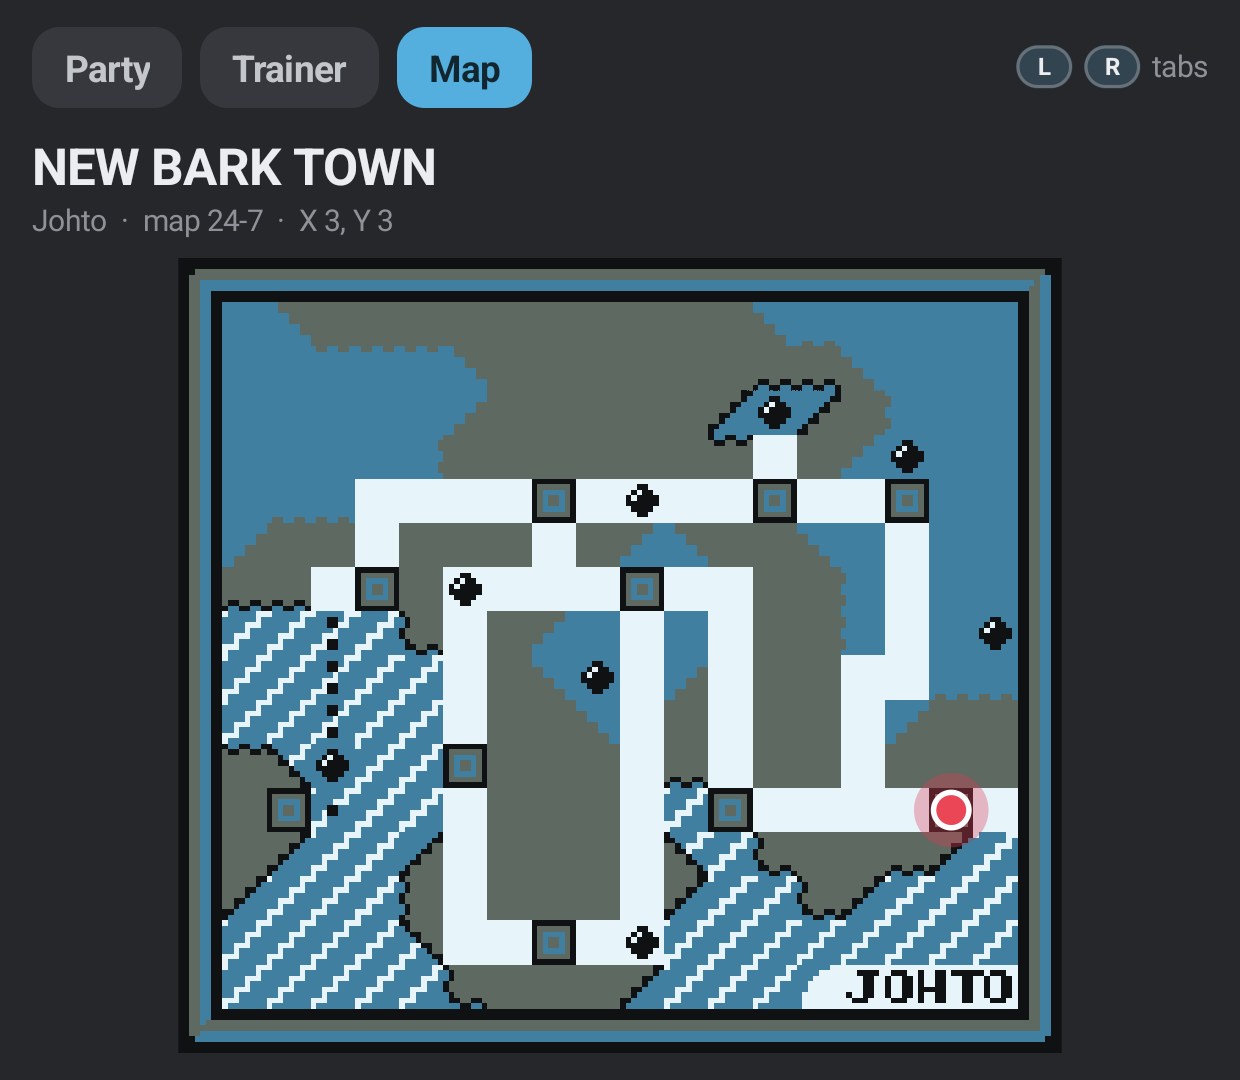 Party Trainer Map L R tabs
NEW BARK TOWN
Johto · map 24-7 · X 3, Y 3
JOHTO